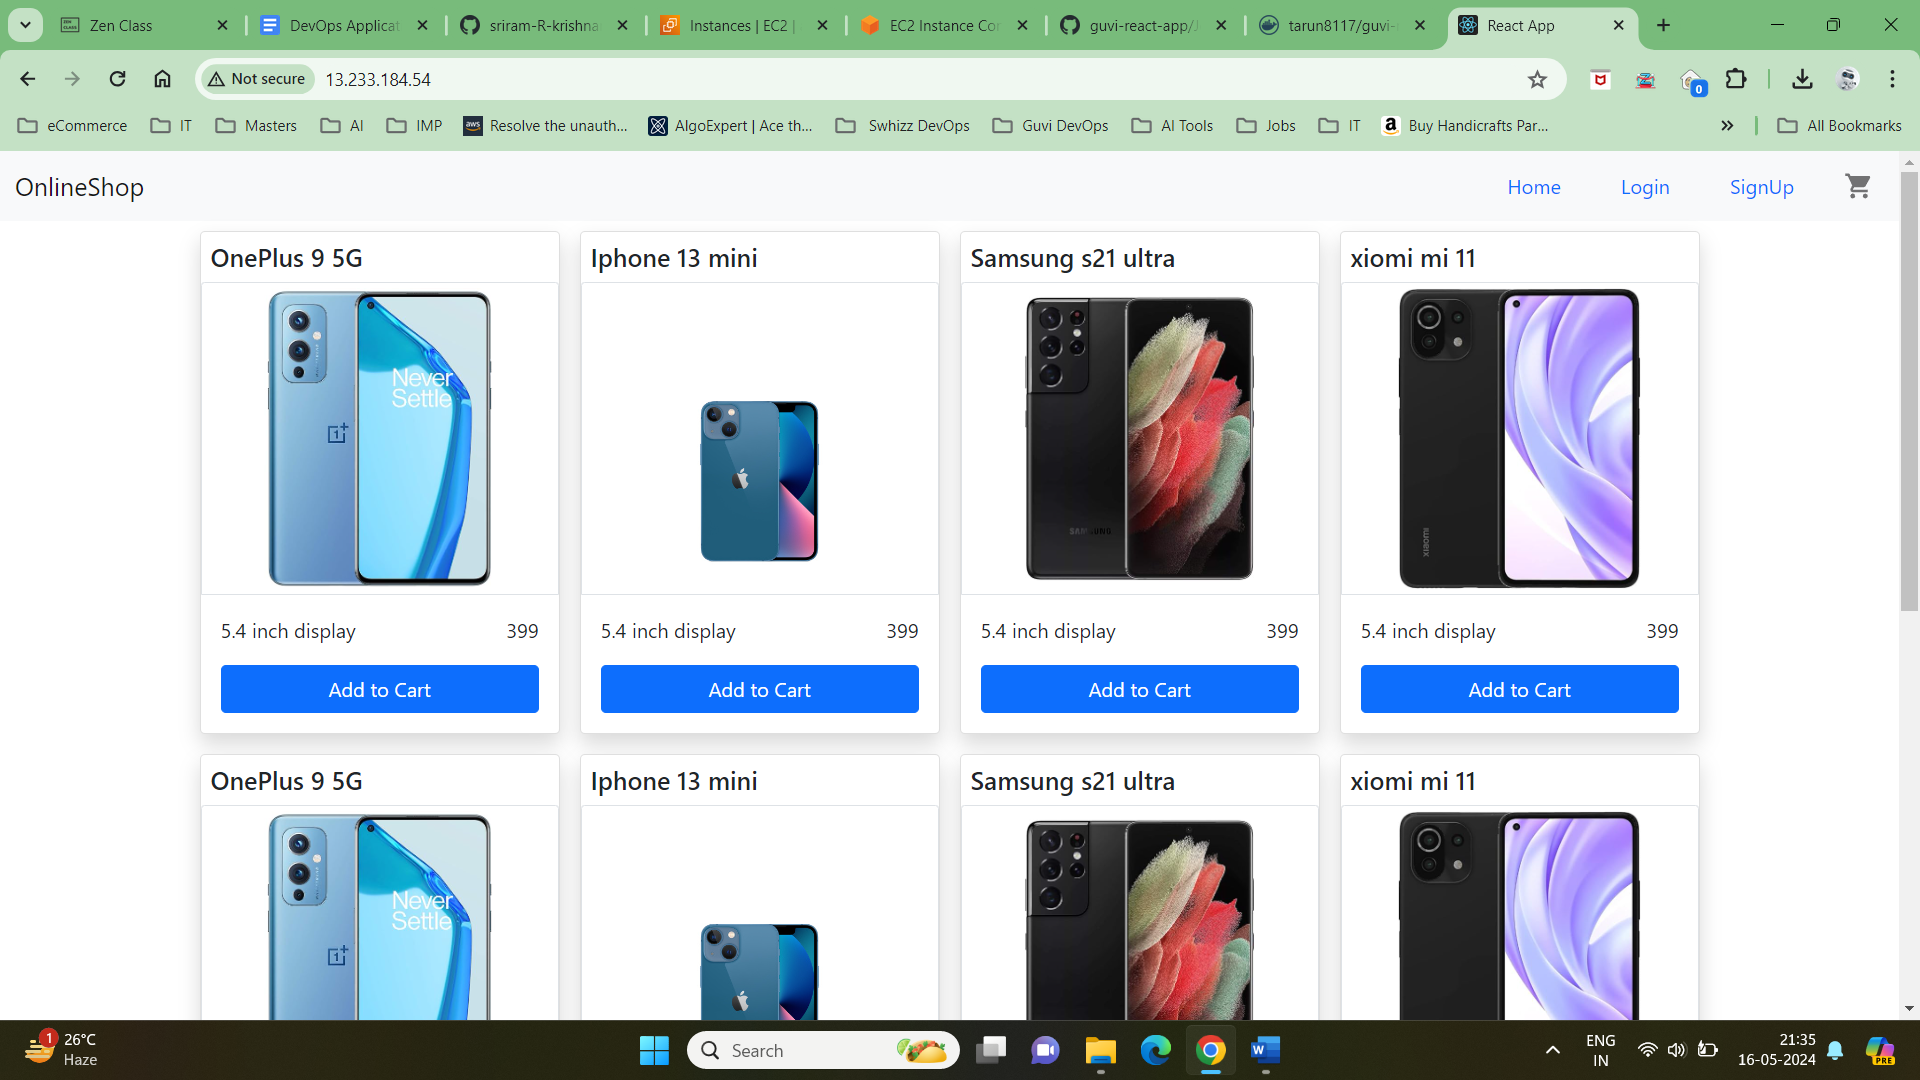 Zen Class
DevOps Applicat
sriram-R-krishna
Instances | EC2 |
EC2 Instance Con
guvi-react-app/J
tarun8117/guvi-
React App
Not secure
13.233.184.54
0
eCommerce
IT
Masters
AI
IMP
aws
Resolve the unauth...
AlgoExpert | Ace th...
Swhizz DevOps
Guvi DevOps
AI Tools
Jobs
IT
Buy Handicrafts Par...
All Bookmarks
OnlineShop
Home
Login
SignUp
OnePlus 9 5G
Iphone 13 mini
Samsung s21 ultra
xiomi mi 11
Never
Settle
SAMSUNG
xiaomi
5.4 inch display
399
5.4 inch display
399
5.4 inch display
399
5.4 inch display
399
Add to Cart
Add to Cart
Add to Cart
Add to Cart
OnePlus 9 5G
Iphone 13 mini
Samsung s21 ultra
xiomi mi 11
Never
Settle
1
26°C
Haze
Search
W
ENG
IN
21:35
16-05-2024
PRE